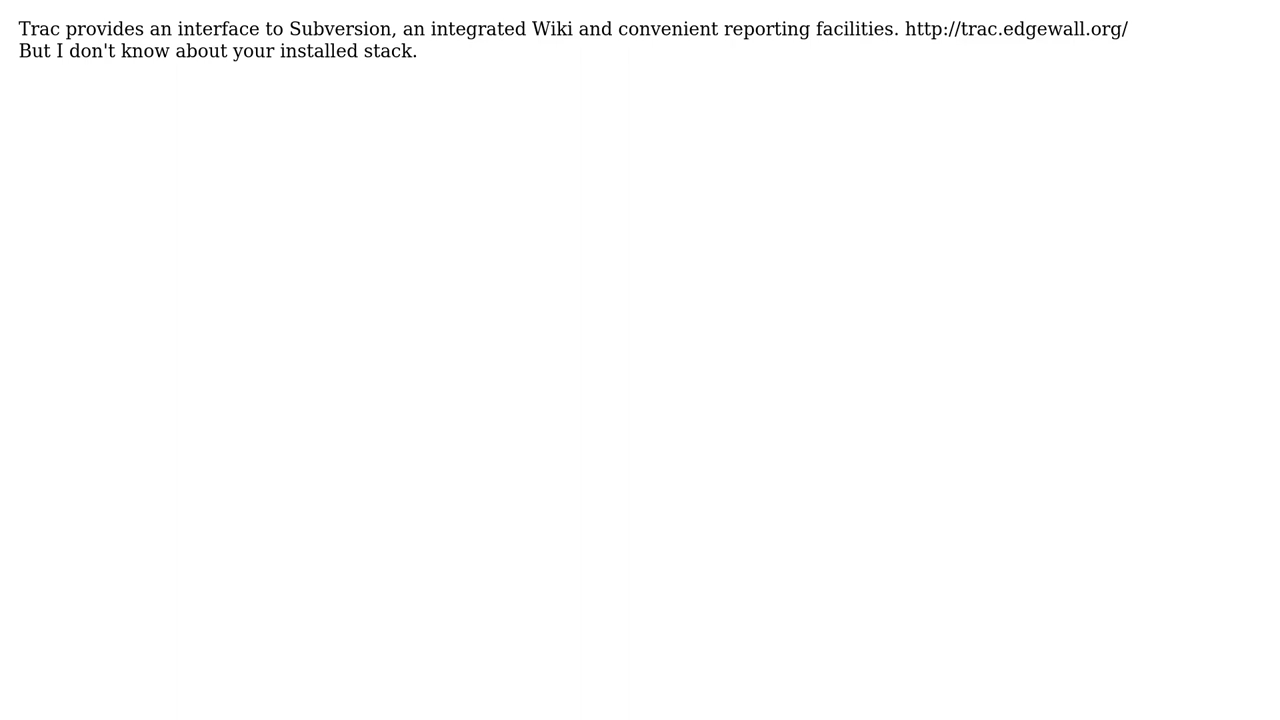 Trac provides an interface to Subversion, an integrated Wiki and convenient reporting facilities. http://trac.edgewall.org/
But I don't know about your installed stack.